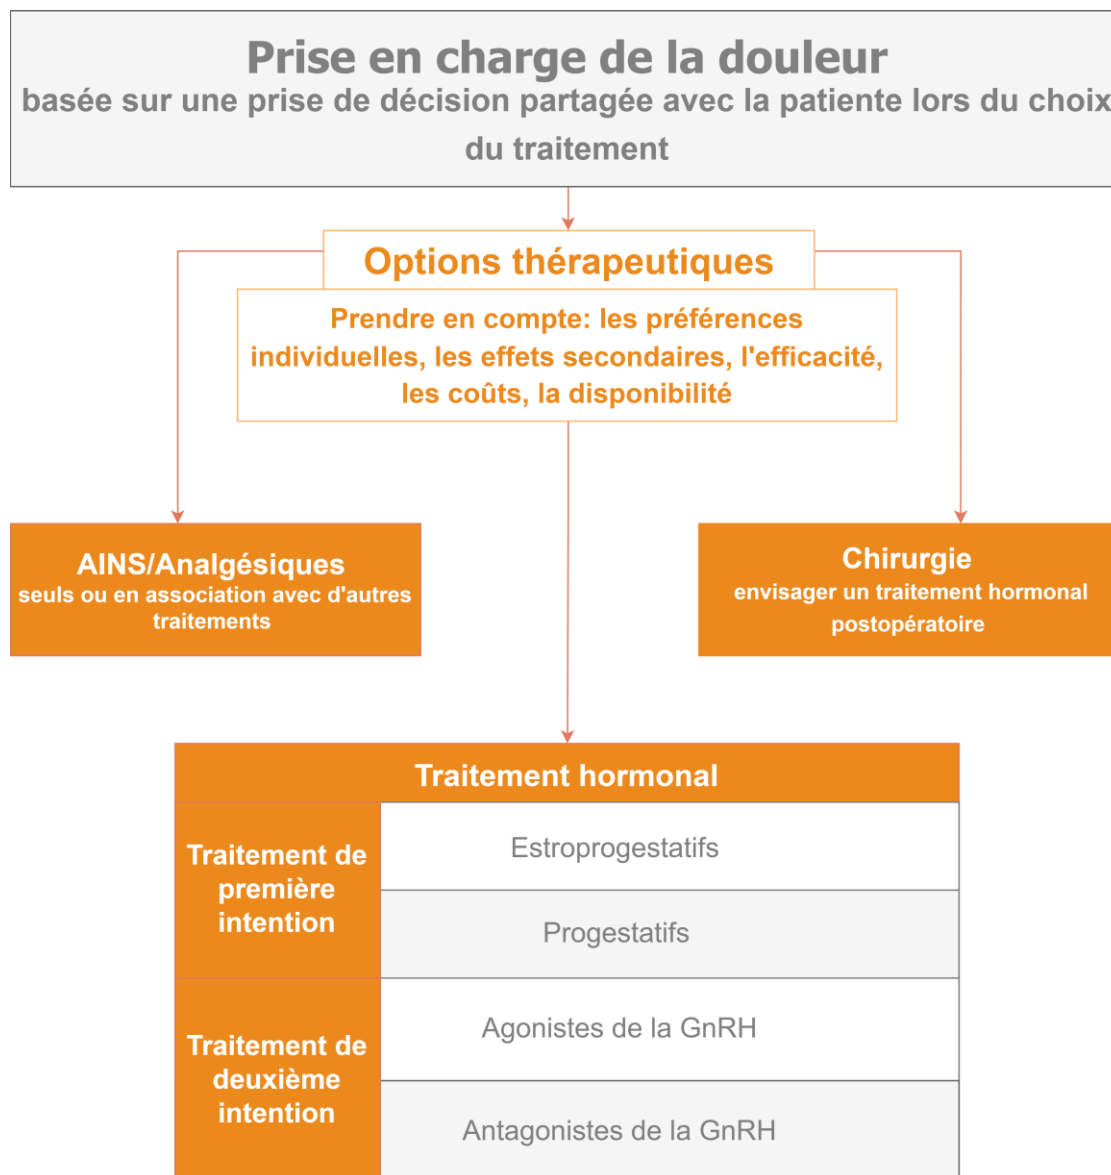 Prise en charge de la douleur
basée sur une prise de décision partagée avec la patiente lors du choix
du traitement
Options thérapeutiques
Prendre en compte: les préférences
individuelles, les effets secondaires, l'efficacité,
les coûts, la disponibilité
AINS/Analgésiques
seuls ou en association avec d'autres
traitements
Chirurgie
envisager un traitement hormonal
postopératoire
Traitement hormonal
Traitement de
première
intention
Estroprogestatifs
Progestatifs
Traitement de
deuxième
intention
Agonistes de la GnRH
Antagonistes de la GnRH